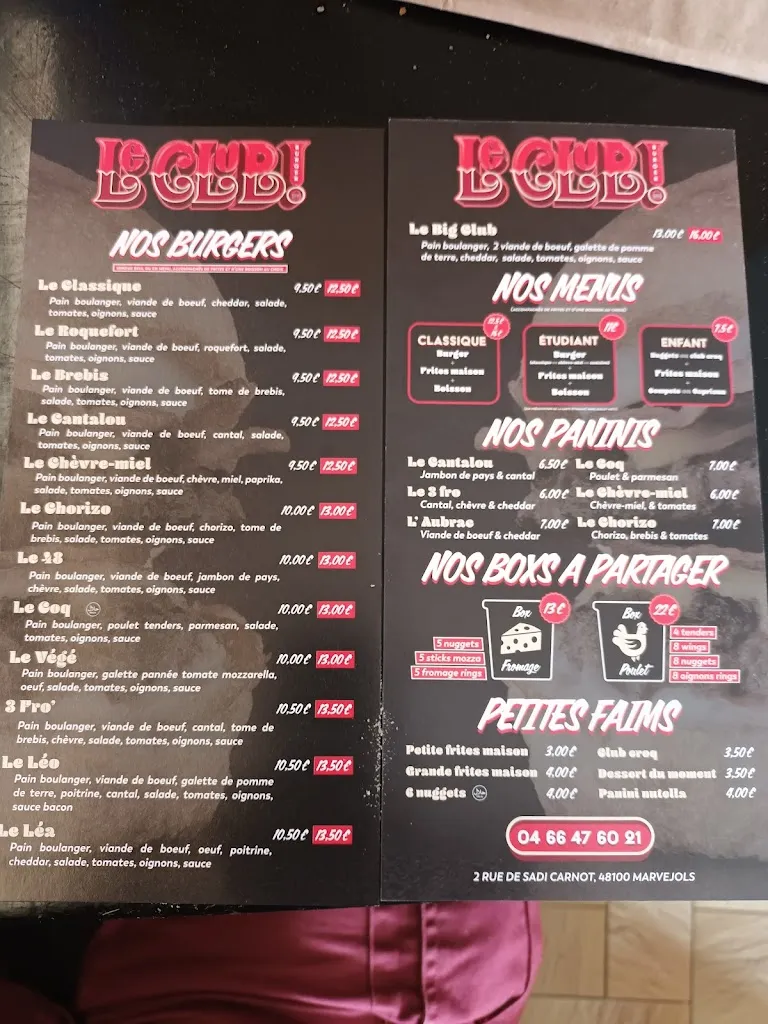 Le CLUB!
BURGER
NOS BURGERS
Le Classique 9,50€ 12,50€
Pain boulanger, viande de boeuf, cheddar, salade,
tomates, oignons, sauce
Le Roquefort 9,50€ 12,50€
Pain boulanger, viande de boeuf, roquefort, salade,
tomates, oignons, sauce
Le Brebis 9,50€ 12,50€
Pain boulanger, viande de boeuf, tome de brebis,
salade, tomates, oignons, sauce
Le Cantalou 9,50€ 12,50€
Pain boulanger, viande de boeuf, cantal, salade,
tomates, oignons, sauce
Le Chèvre-miel 9,50€ 12,50€
Pain boulanger, viande de boeuf, chèvre, miel, paprika,
salade, tomates, oignons, sauce
Le Chorizo 10,00€ 13,00€
Pain boulanger, viande de boeuf, chorizo, tome de
brebis, salade, tomates, oignons, sauce
Le 48 10,00€ 13,00€
Pain boulanger, viande de boeuf, jambon de pays,
chèvre, salade, tomates, oignons, sauce
Le Coq 10,00€ 13,00€
Pain boulanger, poulet tenders, parmesan, salade,
tomates, oignons, sauce
Le Végé 10,00€ 13,00€
Pain boulanger, galette pannée tomate mozzarella,
oeuf, salade, tomates, oignons, sauce
3 Fro' 10,50€ 13,50€
Pain boulanger, viande de boeuf, cantal, tome de
brebis, chèvre, salade, tomates, oignons, sauce
Le Léo 10,50€ 13,50€
Pain boulanger, viande de boeuf, galette de pomme
de terre, poitrine, cantal, salade, tomates, oignons,
sauce bacon
Le Léa 10,50€ 13,50€
Pain boulanger, viande de boeuf, oeuf, poitrine,
cheddar, salade, tomates, oignons, sauce
Le CLUB!
BURGER
Le Big Club 13.00€ 16,00€
Pain boulanger, 2 viande de boeuf, galette de pomme
de terre, cheddar, salade, tomates, oignons, sauce
NOS MENUS
CLASSIQUE
Burger
+
Frites maison
+
Boisson
ÉTUDIANT 11€
Burger
+
Frites maison
+
Boisson
ENFANT 7.5€
Nuggets ou club croq
+
Frites maison
+
Compote ou Caprisun
NOS PANINIS
Le Cantalou 6.50€
Jambon de pays & cantal
Le 3 fro 6,00€
Cantal, chèvre & cheddar
L' Aubrac 7,00€
Viande de boeuf & cheddar
Le Coq 7,00€
Poulet & parmesan
Le Chèvre-miel 6,00€
Chèvre-miel, & tomates
Le Chorizo 7,00€
Chorizo, brebis & tomates
NOS BOXS A PARTAGER
Box 13€
Fromage
5 nuggets
5 sticks mozza
5 fromage rings
Box 22€
Poulet
4 tenders
8 wings
8 nuggets
8 oignons rings
PETITES FAIMS
Petite frites maison 3.00€
Grande frites maison 4,00€
6 nuggets 4,00€
Club croq 3,50€
Dessert du moment 3.50€
Panini nutella 4,00€
04 66 47 60 21
2 RUE DE SADI CARNOT, 48100 MARVEJOLS